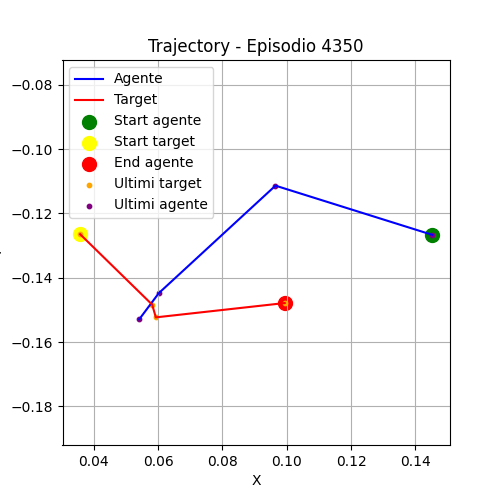 Trajectory - Episodio 4350
Agente
Target
Start agente
Start target
End agente
Ultimi target
Ultimi agente
−0.08
−0.10
−0.12
−0.14
−0.16
−0.18
0.04 0.06 0.08 0.10 0.12 0.14
X